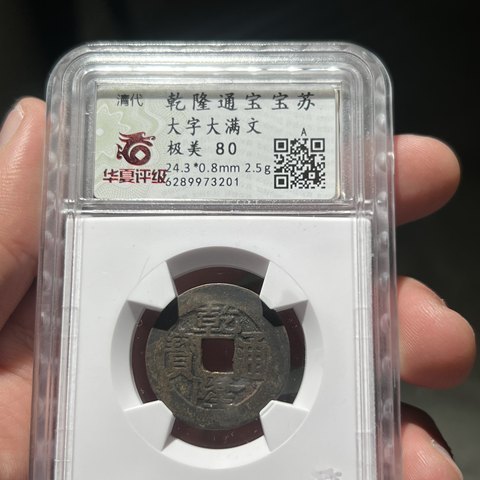 清代
乾隆通宝宝苏
大字大满文
极美 80
A
24.3*0.8mm 2.5g
6289973201
华夏评级
乾
隆
通
寳